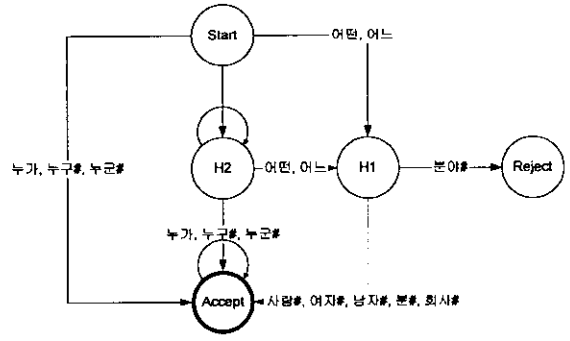 Start
어떤, 어느
누가, 누구#, 누군#
H2
어떤, 어느
H1
분야#
Reject
누가, 누구#, 누군#
Accept
사람#, 여자#, 남자#, 분#, 회사#